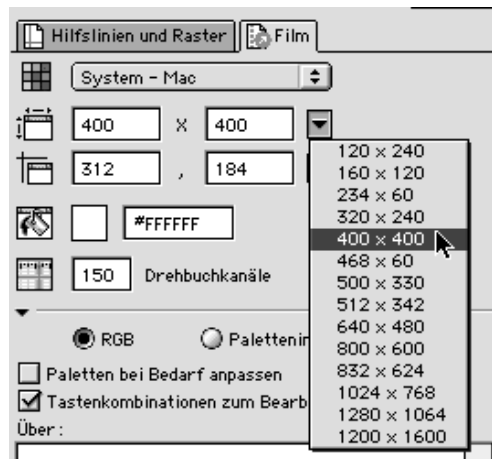 Hilfslinien und Raster Film
System - Mac
400 x 400
312 , 184
#FFFFFF
150 Drehbuchkanäle
RGB Palettenin
Paletten bei Bedarf anpassen
Tastenkombinationen zum Bearb
Über:
120 x 240
160 x 120
234 x 60
320 x 240
400 x 400
468 x 60
500 x 330
512 x 342
640 x 480
800 x 600
832 x 624
1024 x 768
1280 x 1064
1200 x 1600